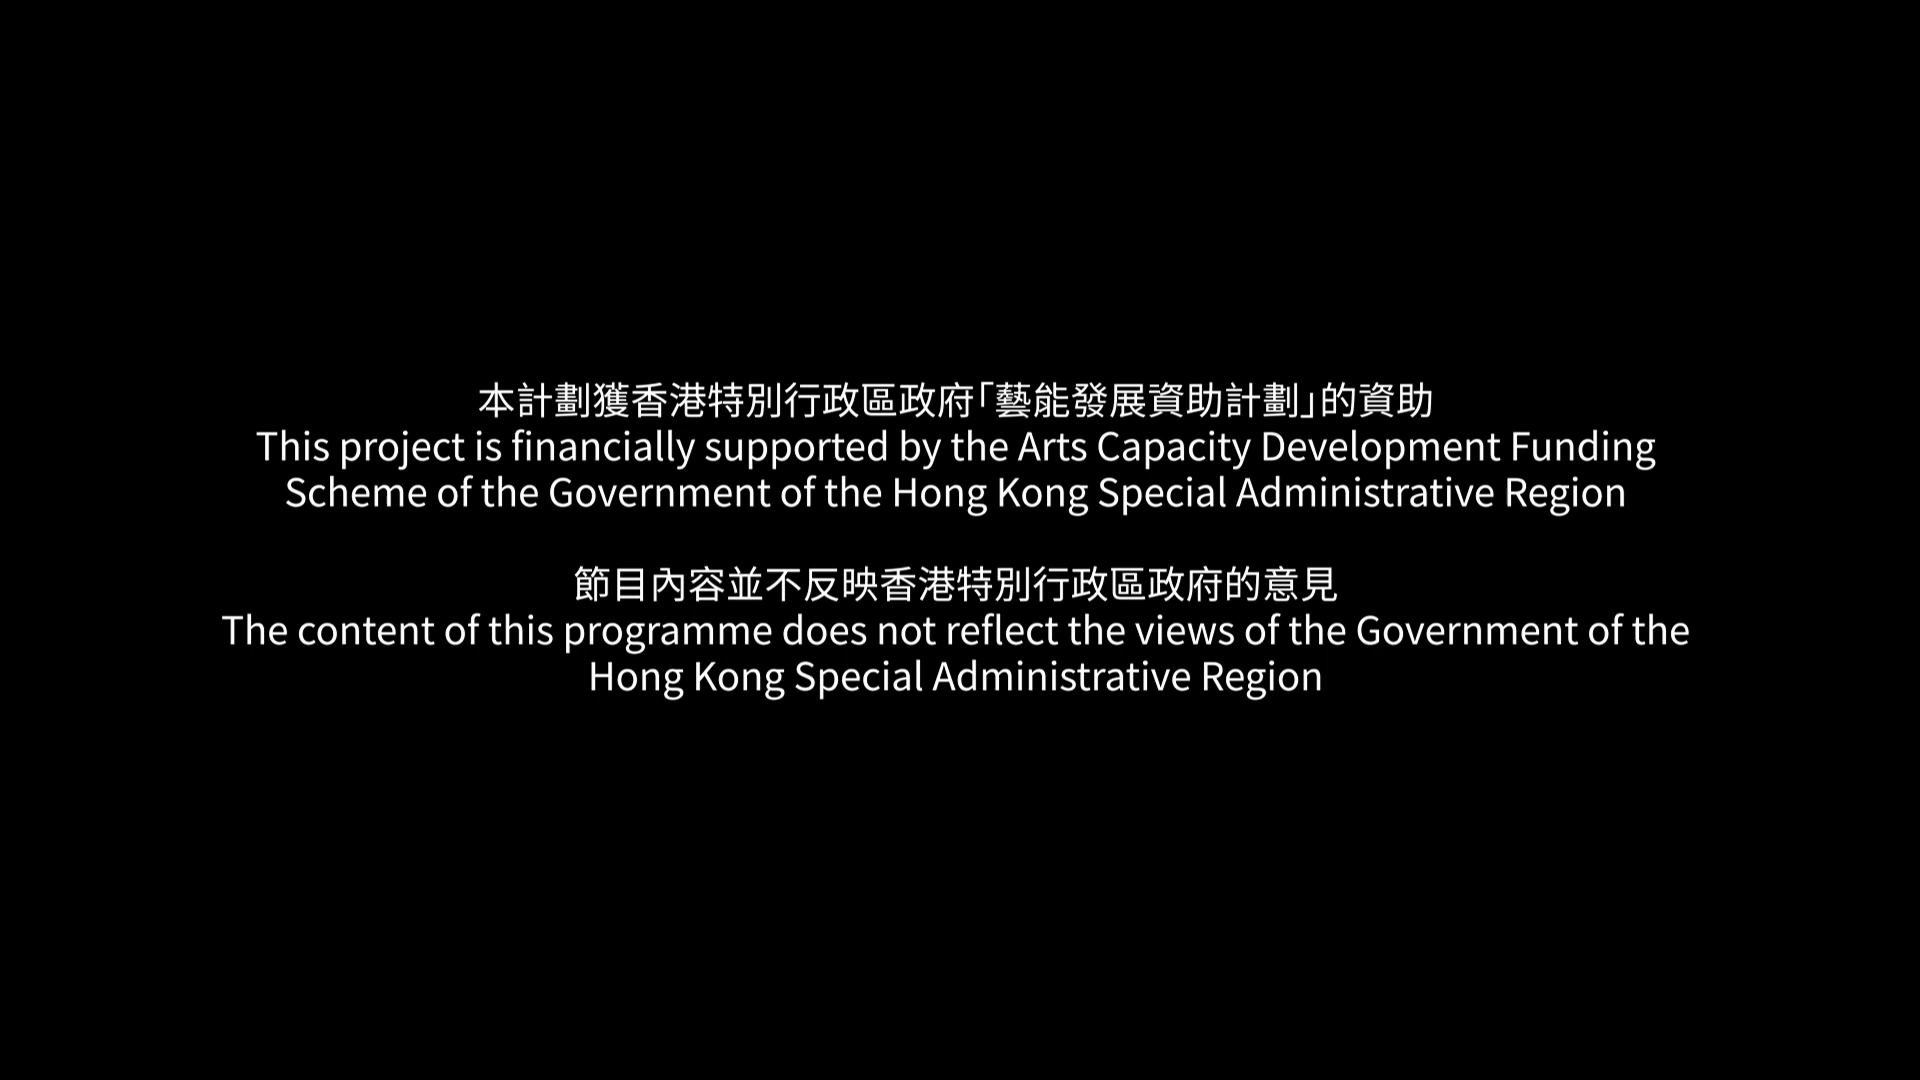 本計劃獲香港特別行政區政府「藝能發展資助計劃」的資助
This project is financially supported by the Arts Capacity Development Funding
Scheme of the Government of the Hong Kong Special Administrative Region
節目內容並不反映香港特別行政區政府的意見
The content of this programme does not reflect the views of the Government of the
Hong Kong Special Administrative Region